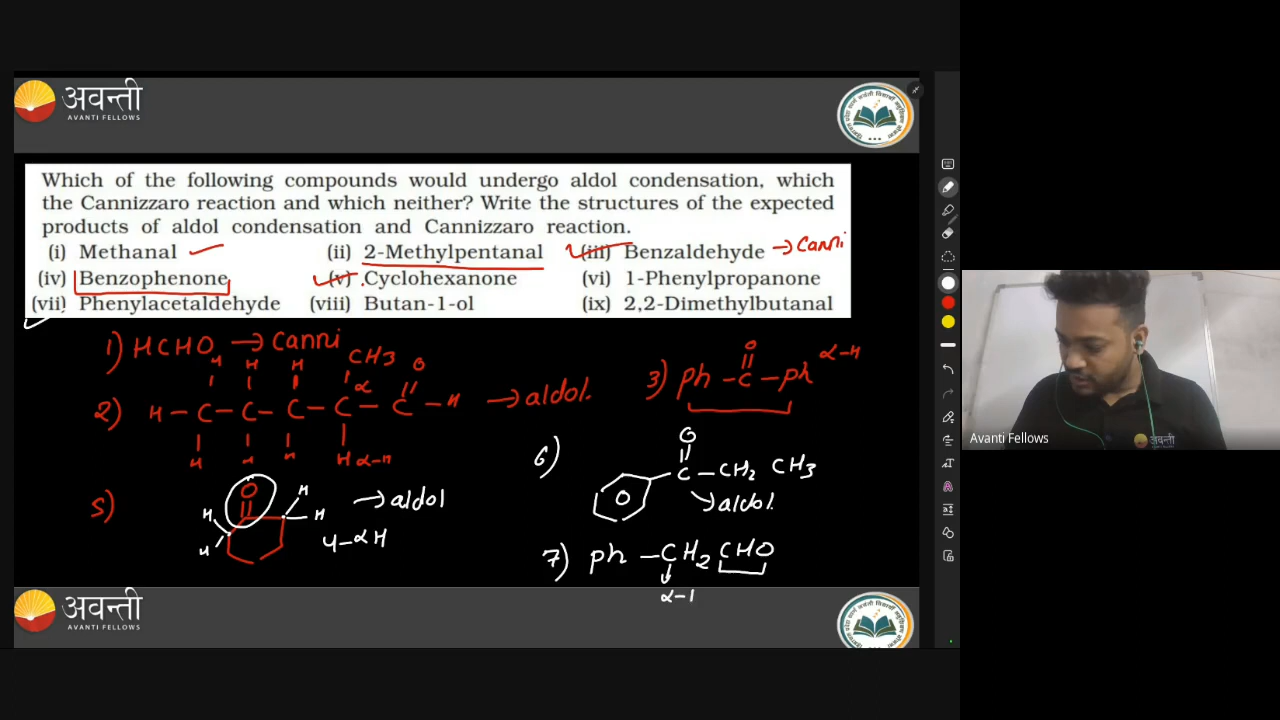 अवन्ती
AVANTI FELLOWS
Which of the following compounds would undergo aldol condensation, which
the Cannizzaro reaction and which neither? Write the structures of the expected
products of aldol condensation and Cannizzaro reaction.
(i) Methanal (ii) 2-Methylpentanal (iii) Benzaldehyde → Canni
(iv) Benzophenone (v) Cyclohexanone (vi) 1-Phenylpropanone
(vii) Phenylacetaldehyde (viii) Butan-1-ol (ix) 2,2-Dimethylbutanal
1) HCHO → Canni
H H H CH3 O
2) H – C – C – C – C α – C – H → aldol.
H H H H α-H
O
3) ph – C – ph α-H
O
5) H H H H → aldol
4-αH
O
6) C – CH2 CH3
→ aldol.
7) ph – CH2 CHO
α-1
Avanti Fellows
अवन्ती
अवन्ती
AVANTI FELLOWS